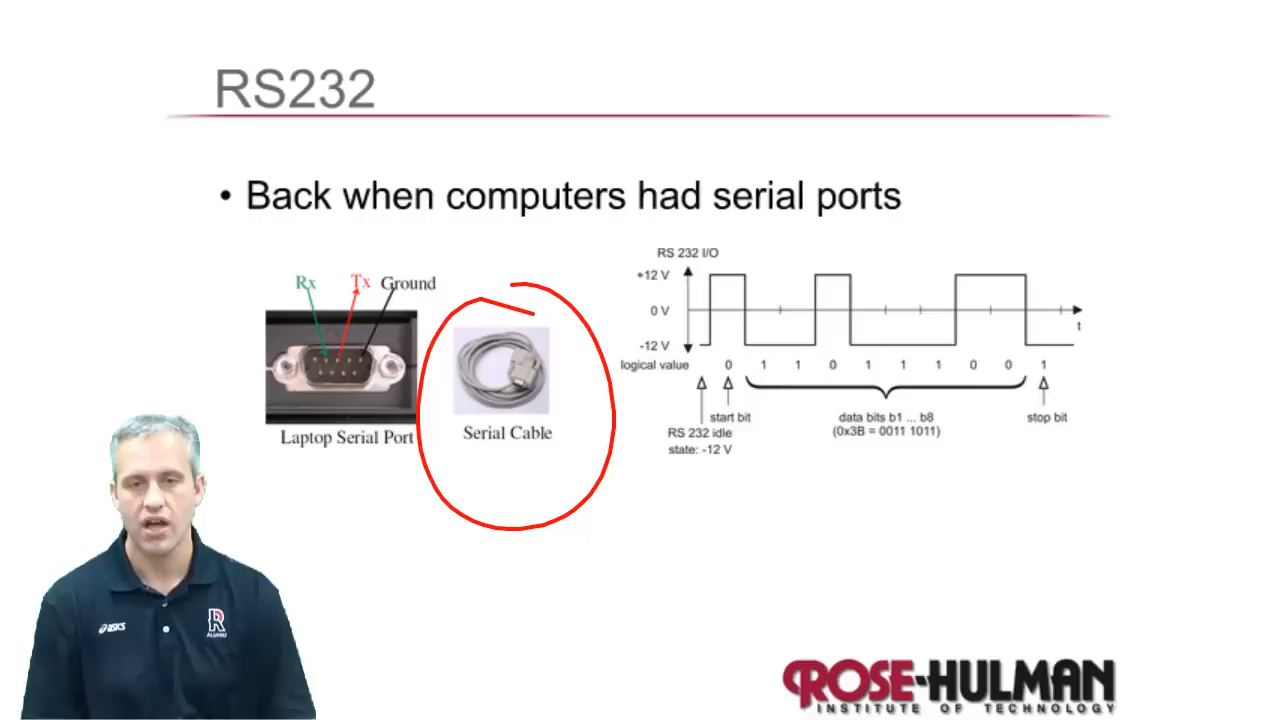 RS232
• Back when computers had serial ports
Rx Tx Ground
Laptop Serial Port
Serial Cable
RS 232 I/O
+12 V
0 V
-12 V
t
logical value 0 1 1 0 1 1 1 0 0 1
start bit
RS 232 idle
state: -12 V
data bits b1 ... b8
(0x3B = 0011 1011)
stop bit
asics
R
ALUMNI
ROSE-HULMAN
INSTITUTE OF TECHNOLOGY